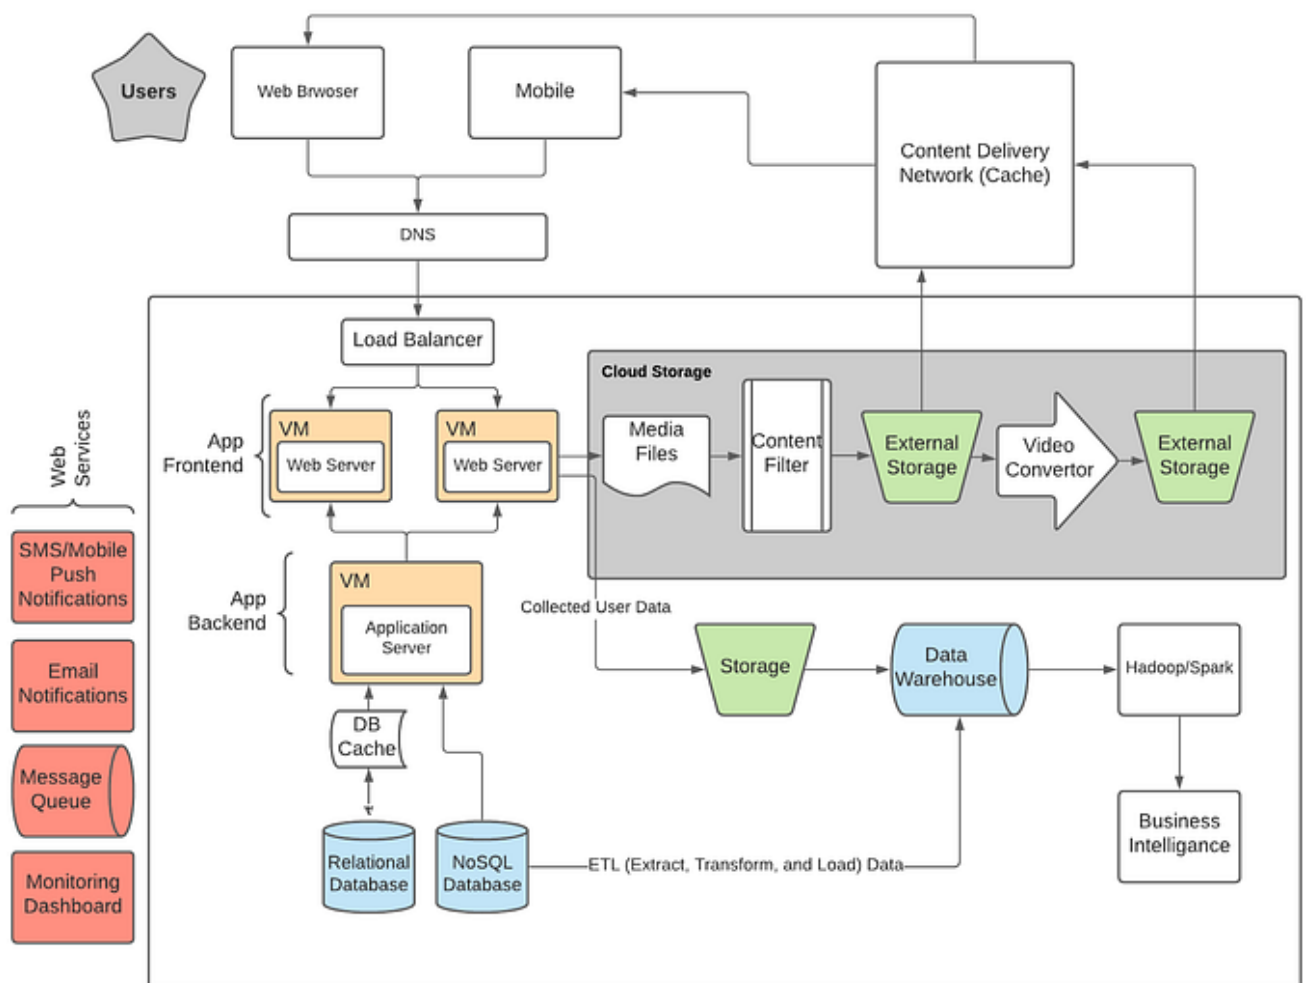 Users
Web Brwoser
Mobile
Content Delivery
Network (Cache)
DNS
Load Balancer
Cloud Storage
App
Frontend
VM
Web Server
VM
Web Server
Media
Files
Content
Filter
External
Storage
Video
Convertor
External
Storage
Web
Services
SMS/Mobile
Push
Notifications
Email
Notifications
Message
Queue
Monitoring
Dashboard
App
Backend
VM
Application
Server
Collected User Data
Storage
Data
Warehouse
Hadoop/Spark
DB
Cache
Relational
Database
NoSQL
Database
ETL (Extract, Transform, and Load) Data
Business
Intelligance